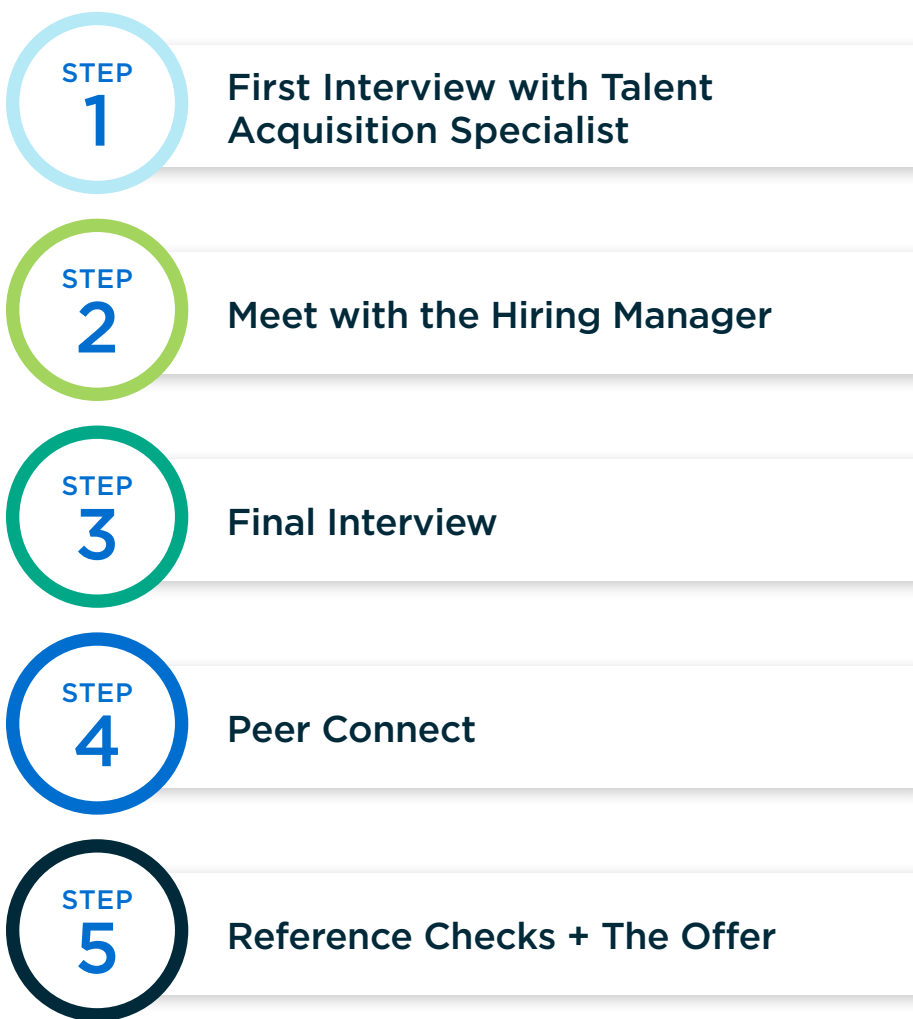 STEP
1
First Interview with Talent
Acquisition Specialist
STEP
2
Meet with the Hiring Manager
STEP
3
Final Interview
STEP
4
Peer Connect
STEP
5
Reference Checks + The Offer